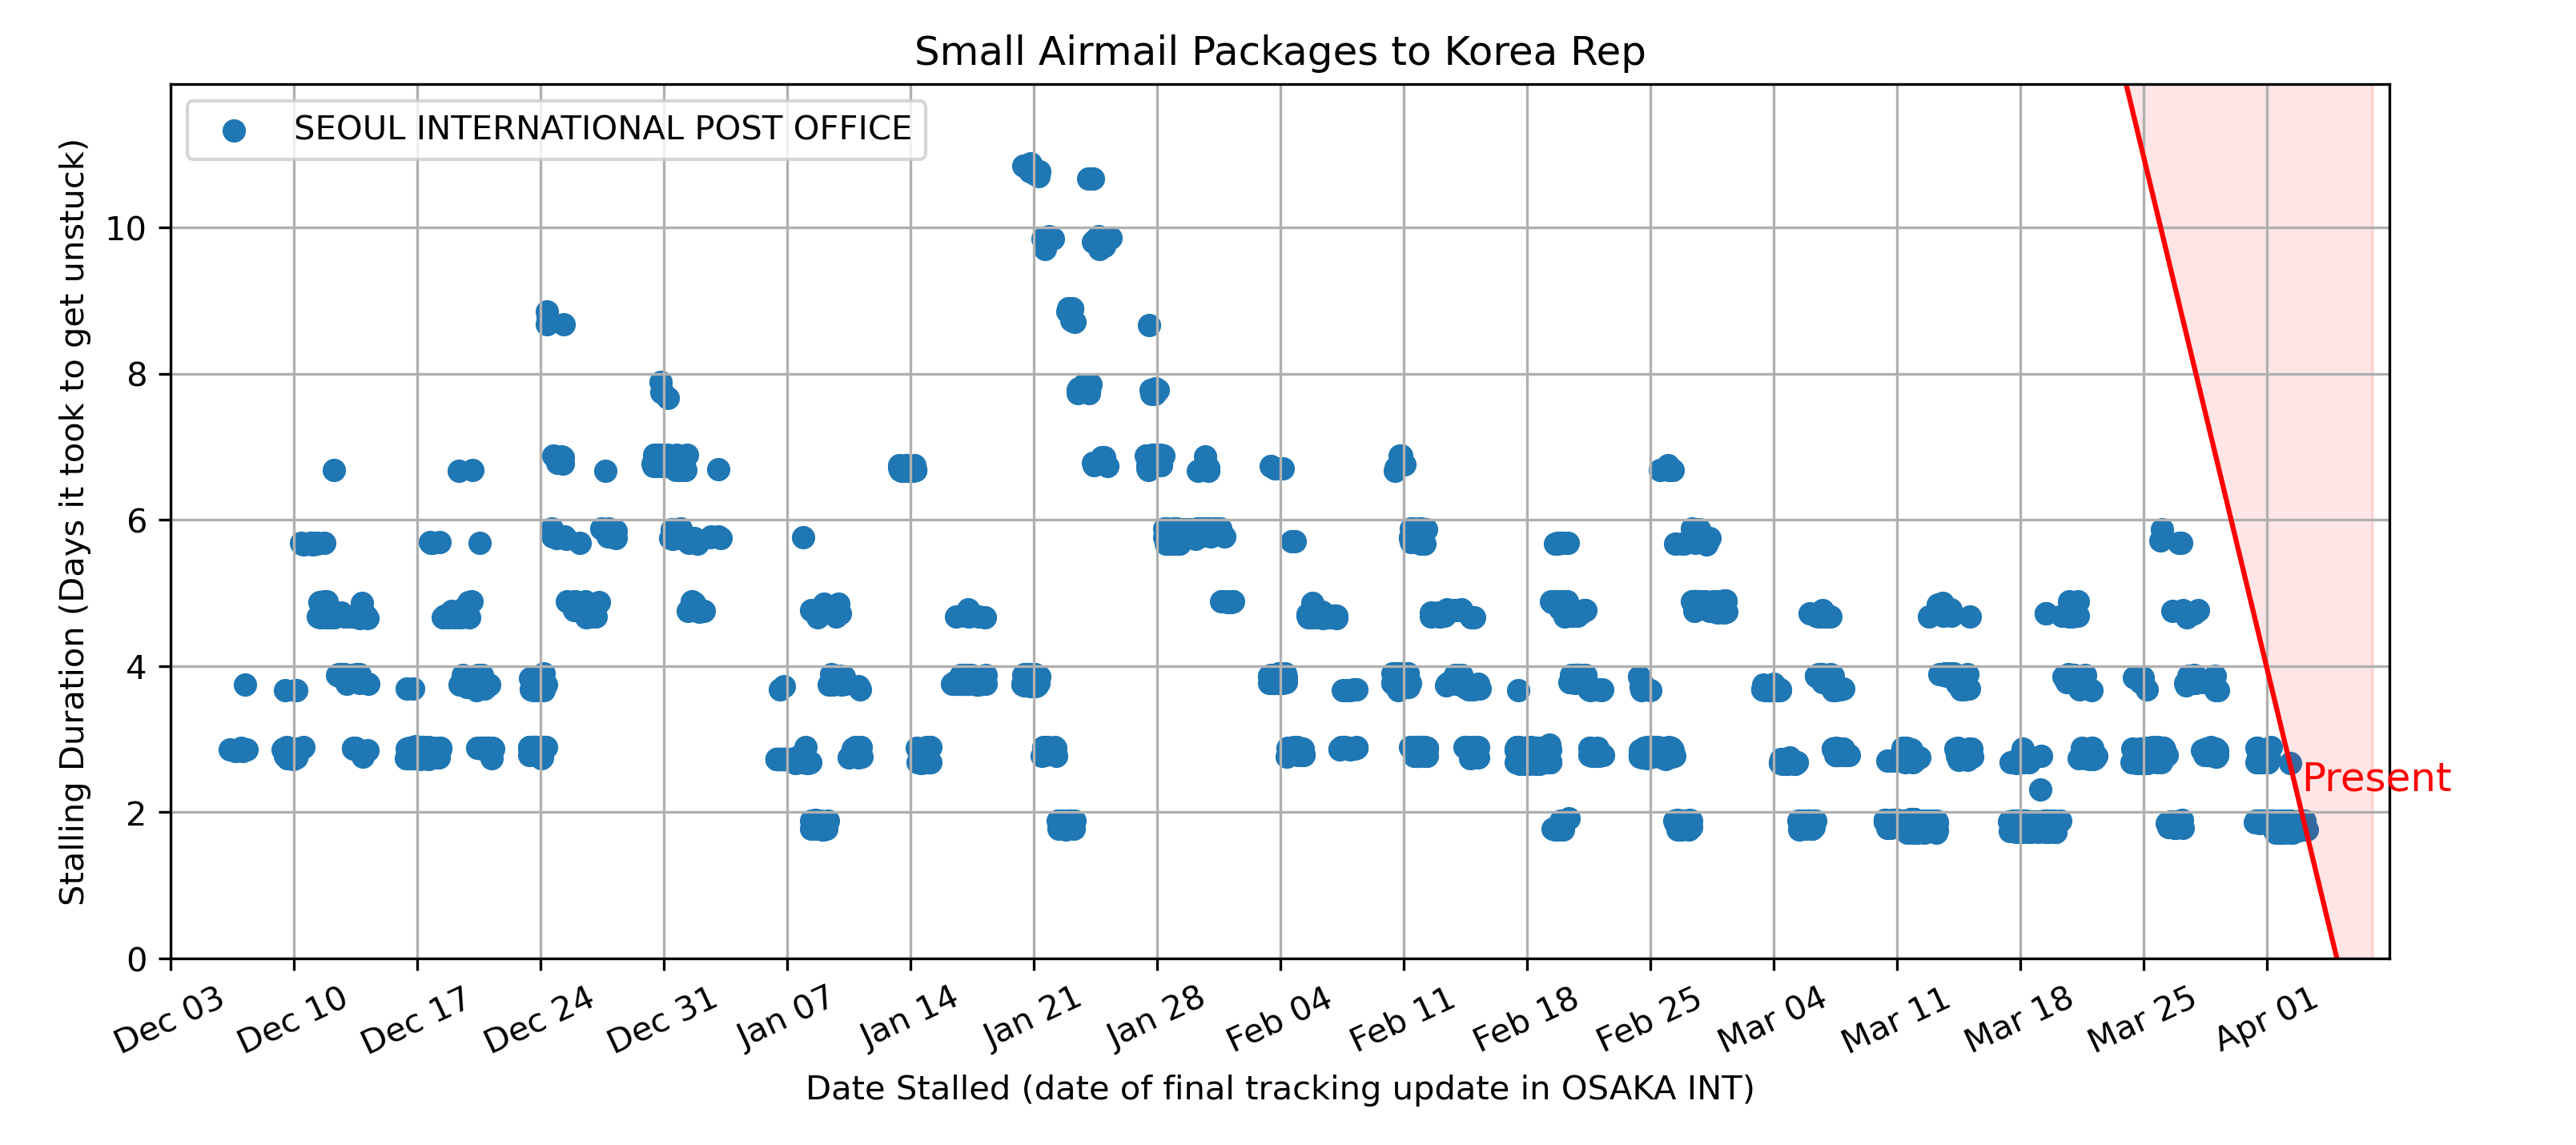 Small Airmail Packages to Korea Rep
SEOUL INTERNATIONAL POST OFFICE
Stalling Duration (Days it took to get unstuck)
10
8
6
4
2
0
Present
Dec 03
Dec 10
Dec 17
Dec 24
Dec 31
Jan 07
Jan 14
Jan 21
Jan 28
Feb 04
Feb 11
Feb 18
Feb 25
Mar 04
Mar 11
Mar 18
Mar 25
Apr 01
Date Stalled (date of final tracking update in OSAKA INT)